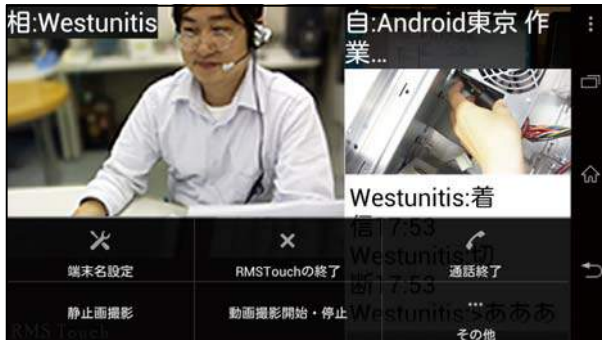 相:Westunitis
自:Android東京 作
業...
Westunitis:着
信17:53
Westunitis:切
断17:53
Westunitis:sあああ
端末名設定
RMSTouchの終了
通話終了
静止画撮影
動画撮影開始・停止
その他
RMS Touch